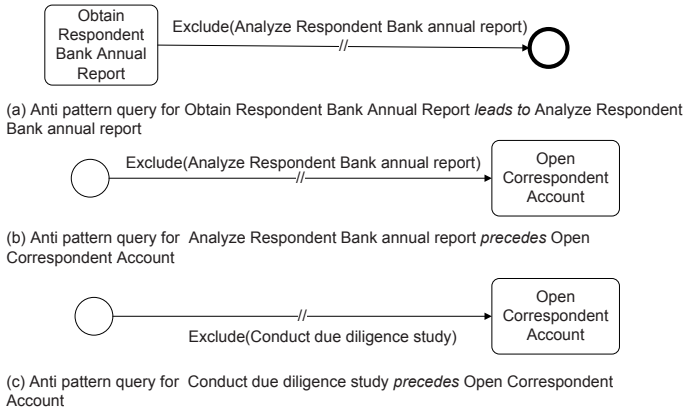 Obtain
Respondent
Bank Annual
Report
Exclude(Analyze Respondent Bank annual report)
//
(a) Anti pattern query for Obtain Respondent Bank Annual Report leads to Analyze Respondent
Bank annual report
Exclude(Analyze Respondent Bank annual report)
//
Open
Correspondent
Account
(b) Anti pattern query for  Analyze Respondent Bank annual report precedes Open
Correspondent Account
//
Exclude(Conduct due diligence study)
Open
Correspondent
Account
(c) Anti pattern query for  Conduct due diligence study precedes Open Correspondent
Account